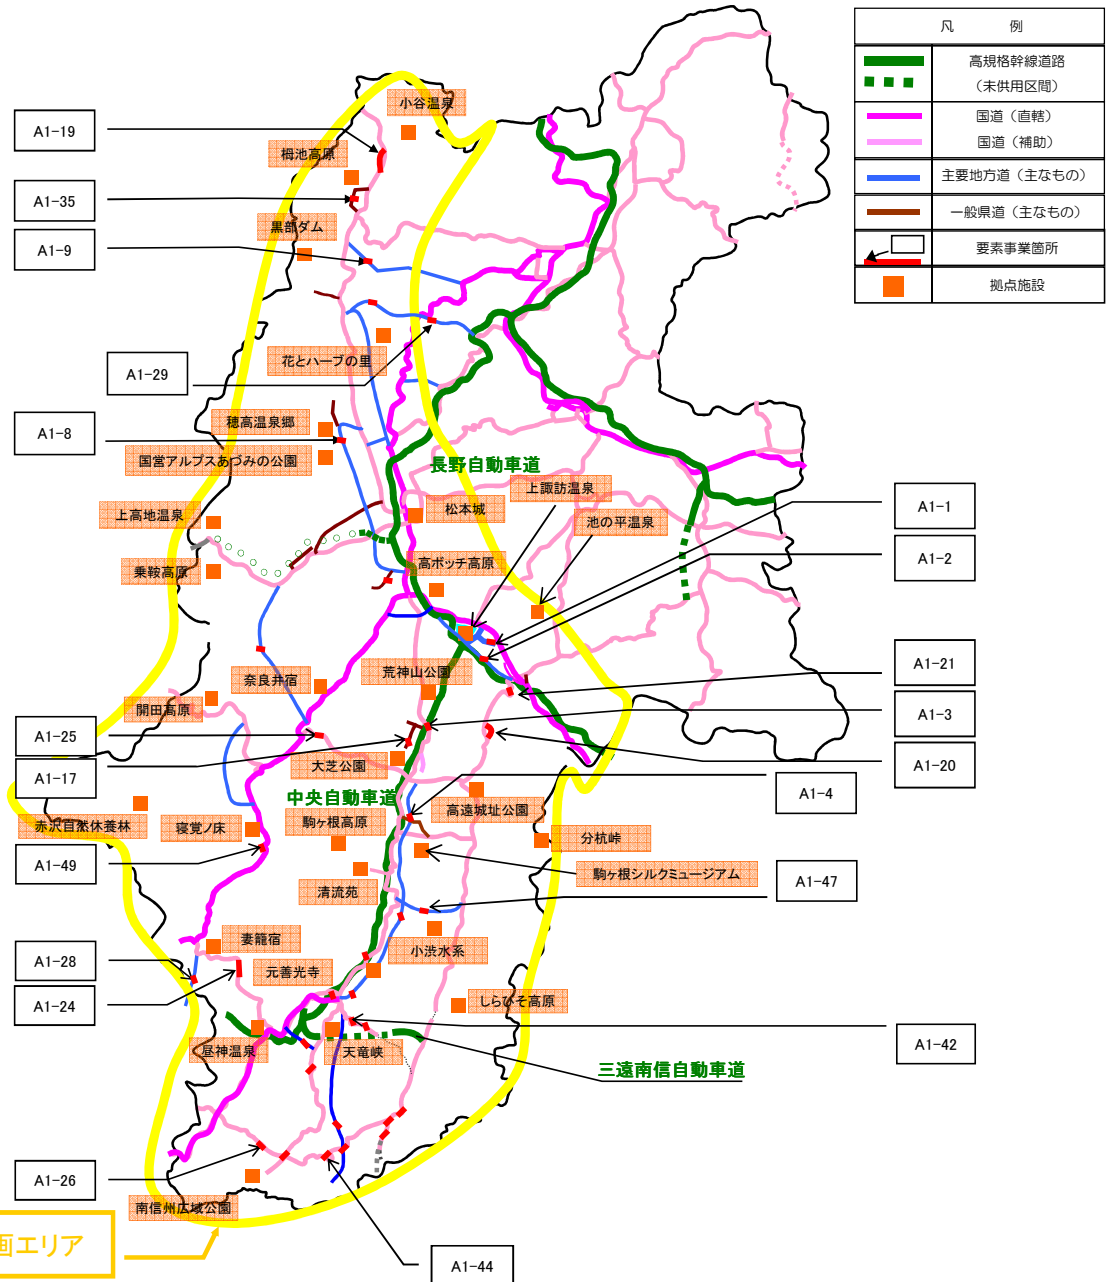 凡 例
高規格幹線道路
（未供用区間）
国道（直轄）
国道（補助）
主要地方道（主なもの）
一般県道（主なもの）
要素事業箇所
拠点施設
小谷温泉
A1-19
栂池高原
A1-35
黒部ダム
A1-9
花とハーブの里
A1-29
穂高温泉郷
A1-8
国営アルプスあづみの公園
長野自動車道
上諏訪温泉
A1-1
上高地温泉
松本城
池の平温泉
A1-2
乗鞍高原
高ボッチ高原
A1-21
荒神山公園
奈良井宿
開田高原
A1-3
A1-25
A1-17
大芝公園
A1-20
中央自動車道
A1-4
高遠城址公園
赤沢自然休養林
寝覚ノ床
駒ヶ根高原
分杭峠
A1-49
駒ヶ根シルクミュージアム
A1-47
清流苑
妻籠宿
小渋水系
A1-28
元善光寺
A1-24
しらびそ高原
昼神温泉
天竜峡
A1-42
三遠南信自動車道
A1-26
南信州広域公園
画エリア
A1-44